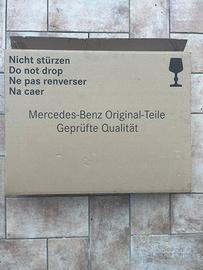 Nicht stürzen
Do not drop
Ne pas renverser
Na caer
Mercedes-Benz Original-Teile
Geprüfte Qualität